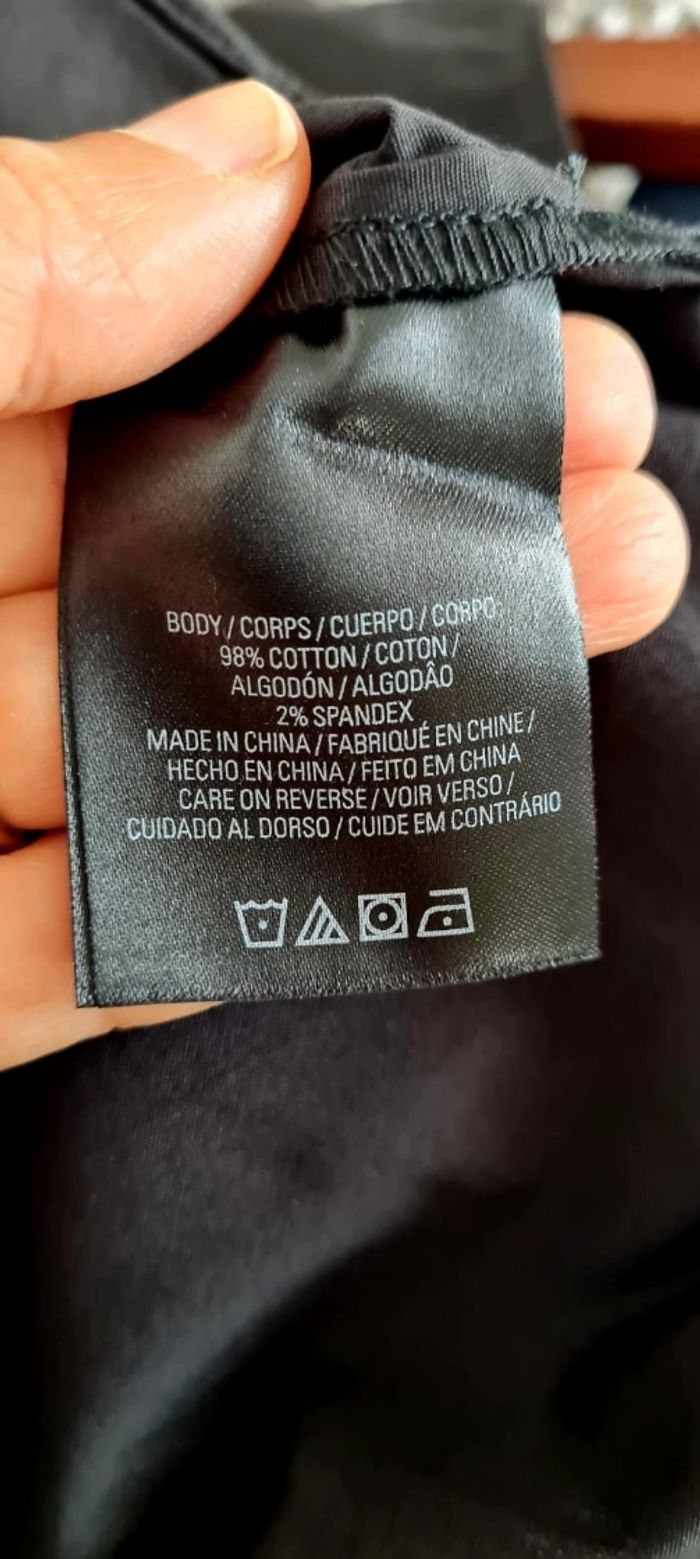 BODY / CORPS / CUERPO / CORPO
98% COTTON / COTON /
ALGODÓN / ALGODÃO
2% SPANDEX
MADE IN CHINA / FABRIQUÉ EN CHINE /
HECHO EN CHINA / FEITO EM CHINA
CARE ON REVERSE / VOIR VERSO /
CUIDADO AL DORSO / CUIDE EM CONTRÁRIO